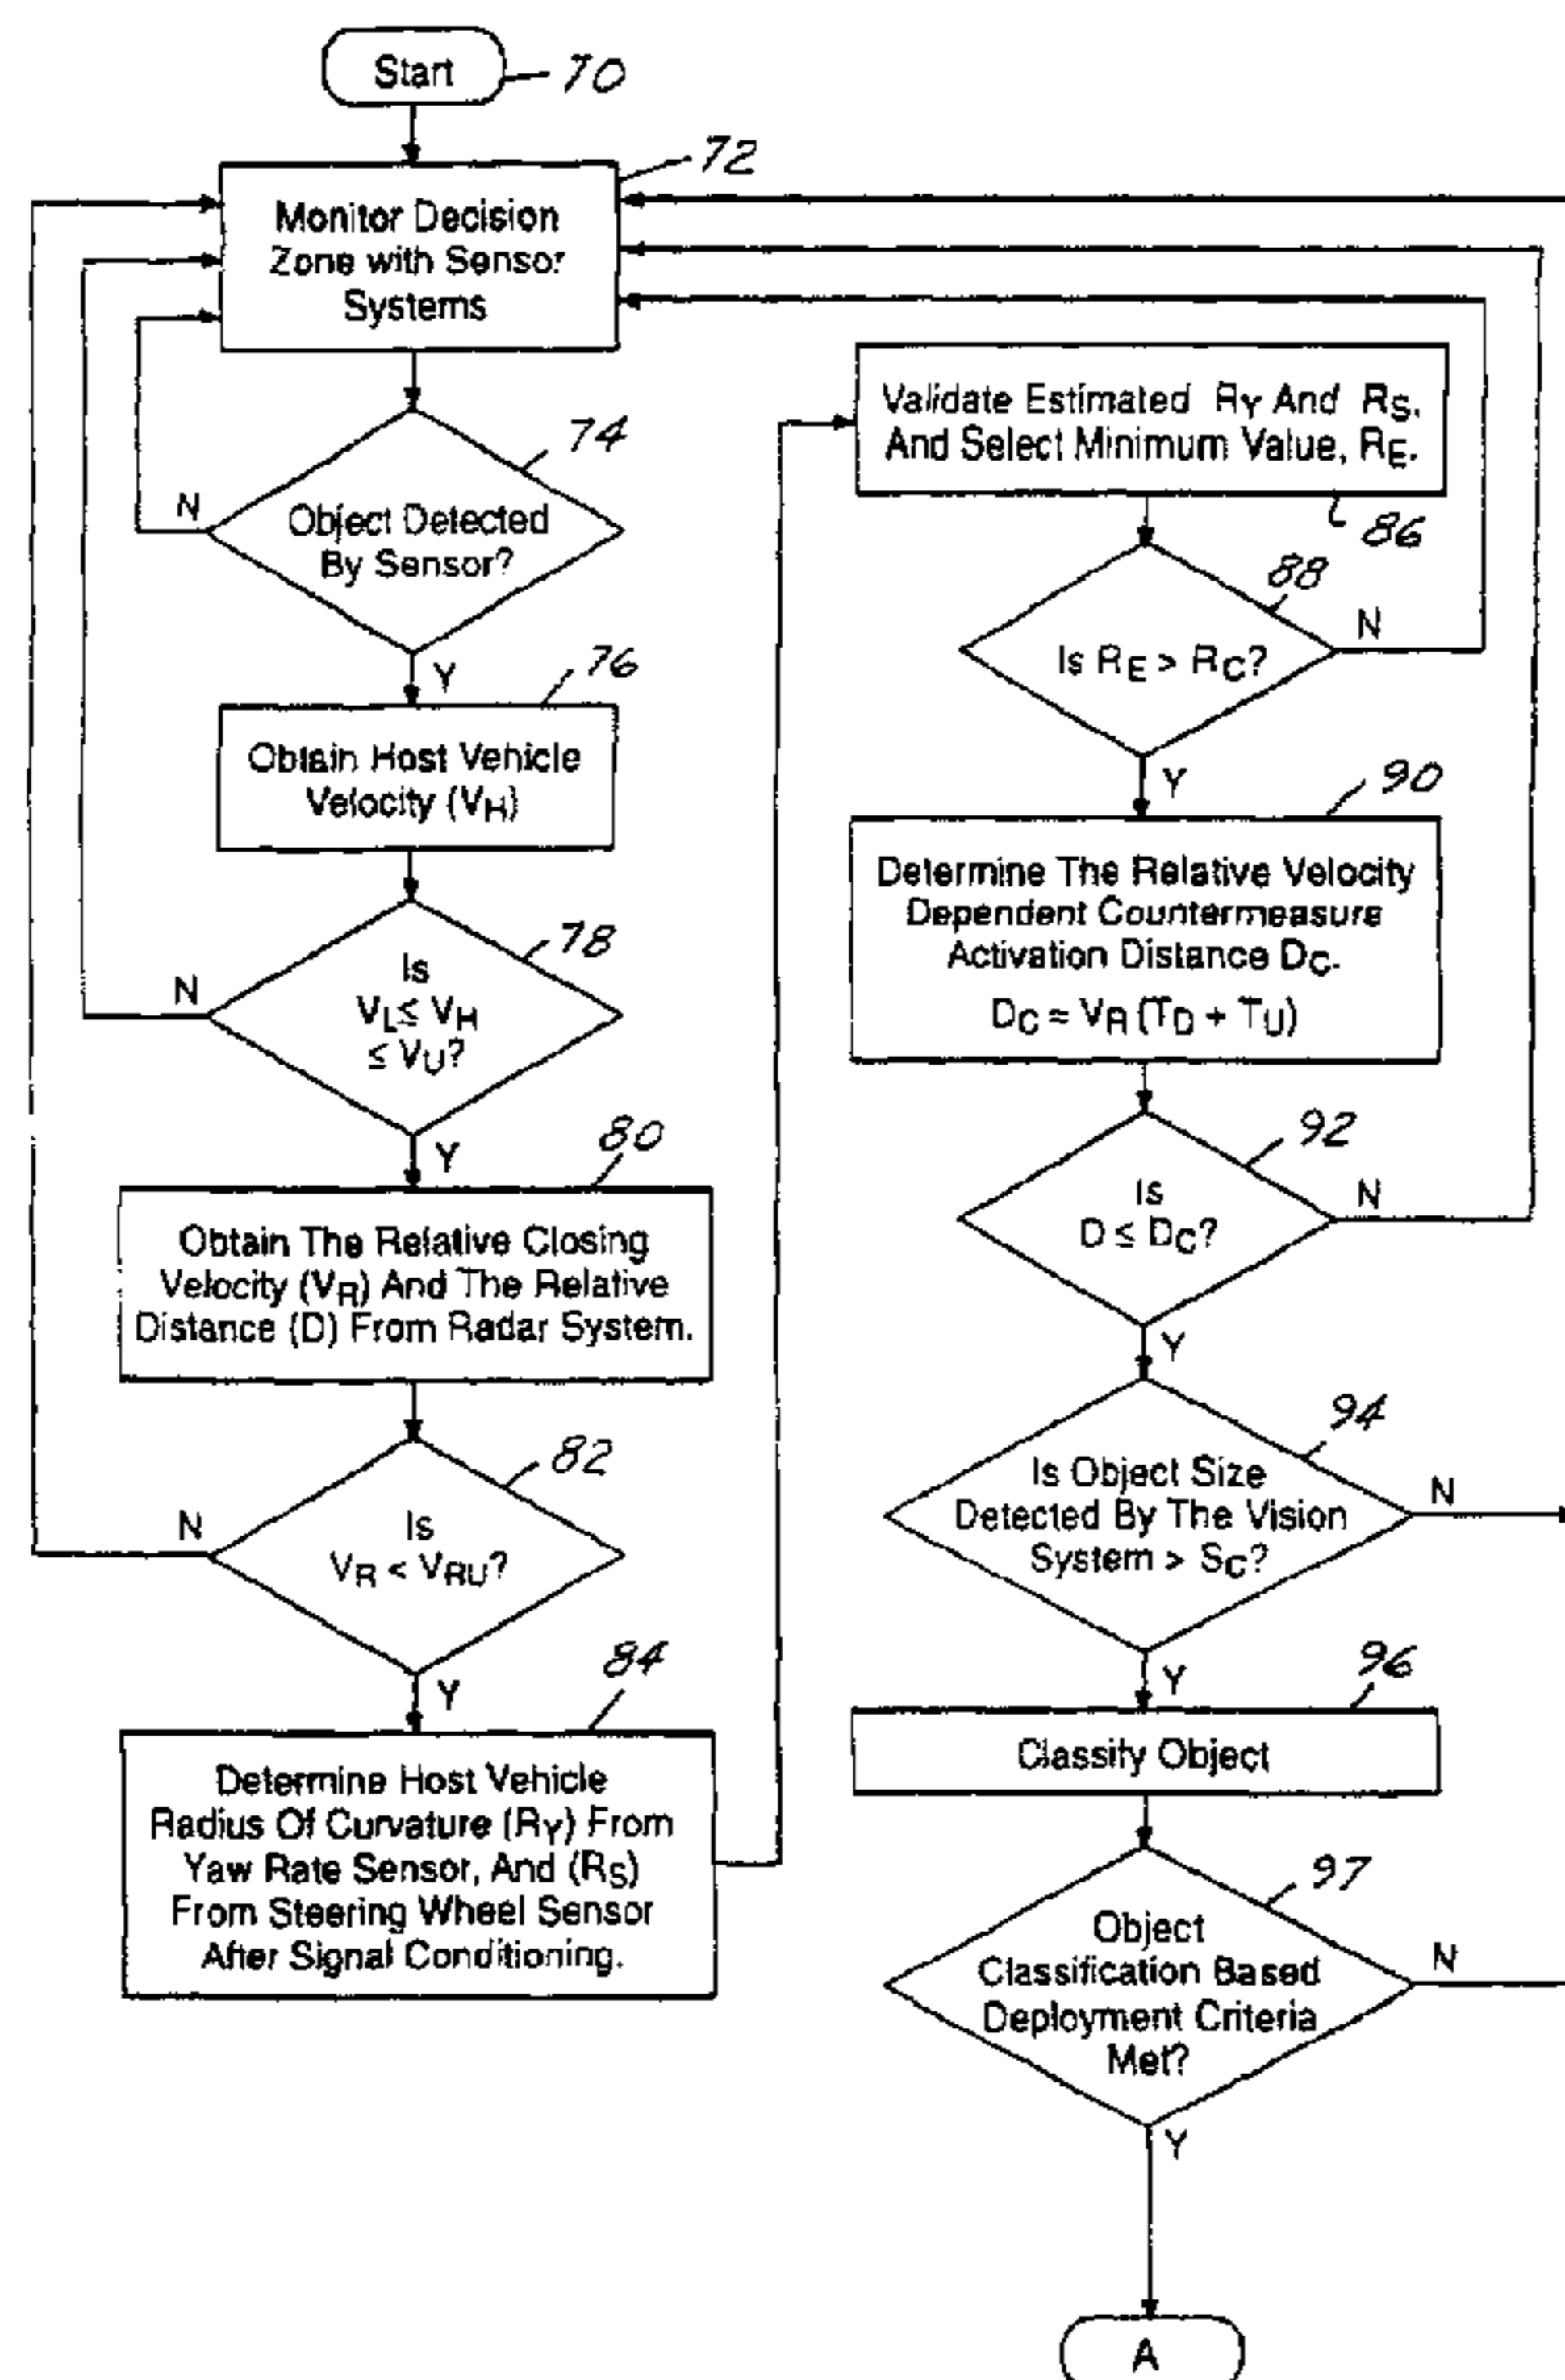 Start
70
72
Monitor Decision
Zone with Sensor
Systems
74
N
Object Detected
By Sensor?
Y
76
Obtain Host Vehicle
Velocity (VH)
78
N
Is
VL ≤ VH
≤ VU?
Y
80
Obtain The Relative Closing
Velocity (VR) And The Relative
Distance (D) From Radar System.
82
N
Is
VR < VRU?
Y
84
Determine Host Vehicle
Radius Of Curvature (RY) From
Yaw Rate Sensor, And (RS)
From Steering Wheel Sensor
After Signal Conditioning.
Validate Estimated RY And RS,
And Select Minimum Value, RE.
86
88
N
Is RE > RC?
Y
90
Determine The Relative Velocity
Dependent Countermeasure
Activation Distance DC.
DC = VR (TD + TU)
92
N
Is
D ≤ DC?
Y
94
Is Object Size
Detected By The Vision
System > SC?
N
Y
96
Classify Object
97
Object
Classification Based
Deployment Criteria
Met?
N
Y
A